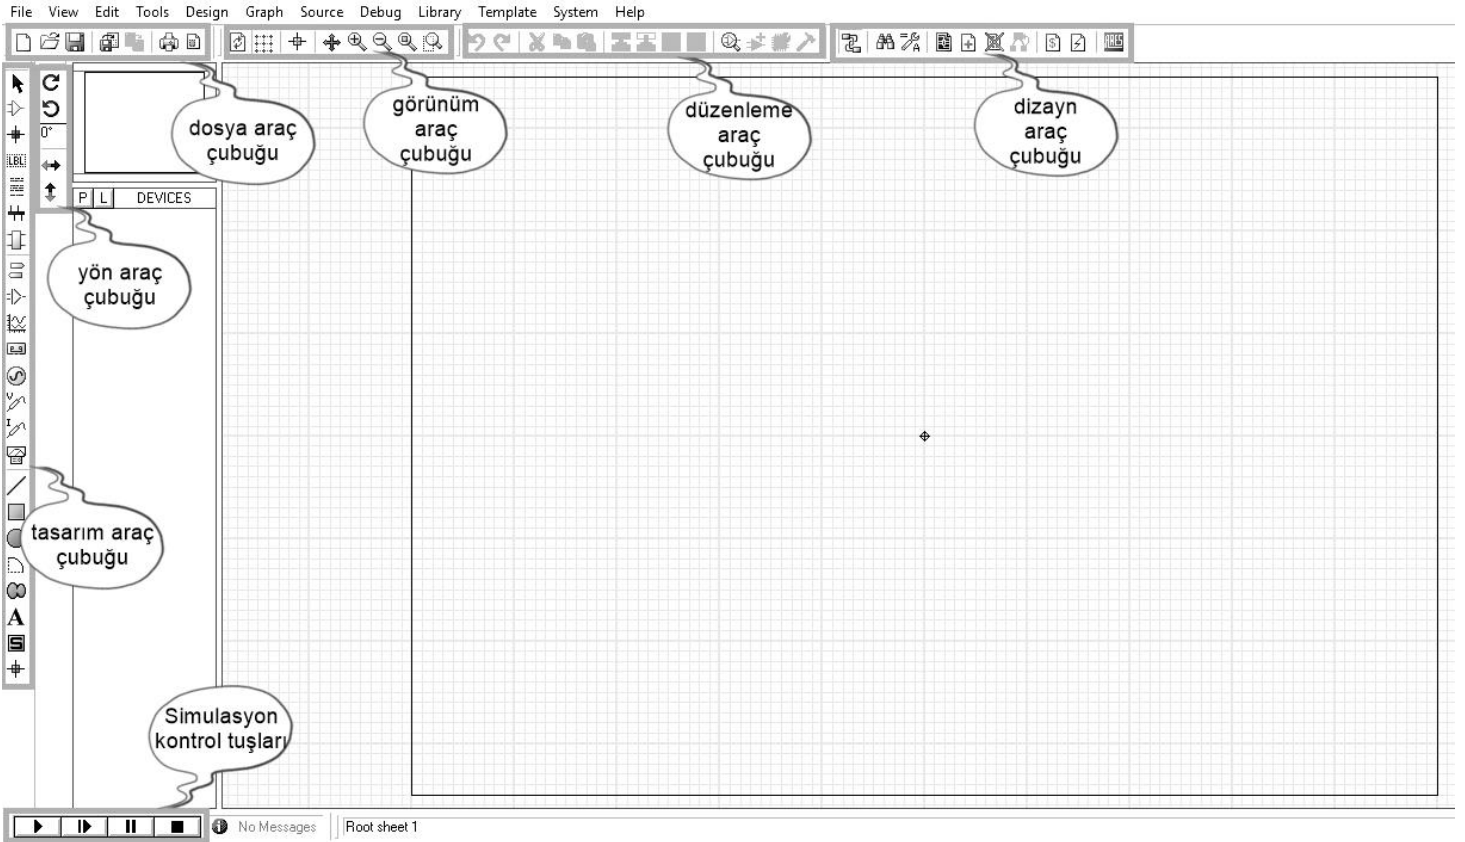 File View Edit Tools Design Graph Source Debug Library Template System Help
dosya araç
çubuğu
görünüm
araç
çubuğu
düzenleme
araç
çubuğu
dizayn
araç
çubuğu
0°
LBL
P L DEVICES
yön araç
çubuğu
tasarım araç
çubuğu
A
S
Simulasyon
kontrol tuşları
No Messages
Root sheet 1